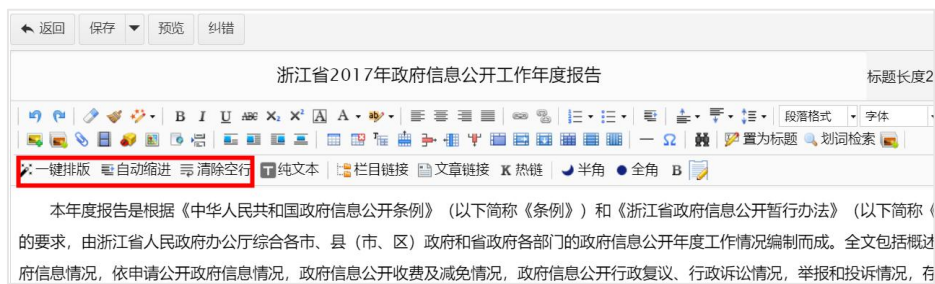 返回 保存 预览 纠错
浙江省2017年政府信息公开工作年度报告 标题长度2
B I U ABC X₂ X² A A 段落格式 字体
Ω 置为标题 划词检索
一键排版 自动缩进 清除空行 T纯文本 栏目链接 文章链接 K 热链 半角 全角 B
本年度报告是根据《中华人民共和国政府信息公开条例》（以下简称《条例》）和《浙江省政府信息公开暂行办法》（以下简称《
的要求，由浙江省人民政府办公厅综合各市、县（市、区）政府和省政府各部门的政府信息公开年度工作情况编制而成。全文包括概述
府信息情况，依申请公开政府信息情况，政府信息公开收费及减免情况，政府信息公开行政复议、行政诉讼情况，举报和投诉情况，存